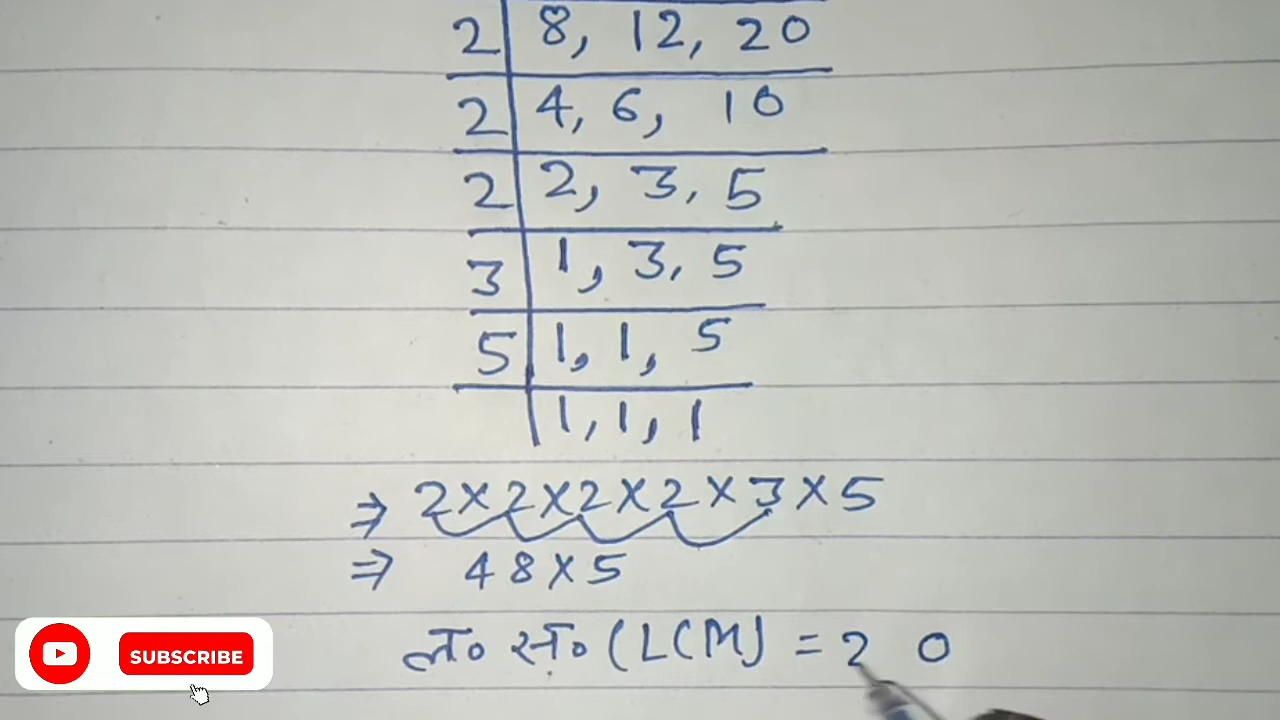 2 8, 12, 20
2 4, 6, 10
2 2, 3, 5
3 1, 3, 5
5 1, 1, 5
1, 1, 1
⇒ 2×2×2×2×3×5
⇒ 48×5
ल० स० (LCM) = 2 0
SUBSCRIBE